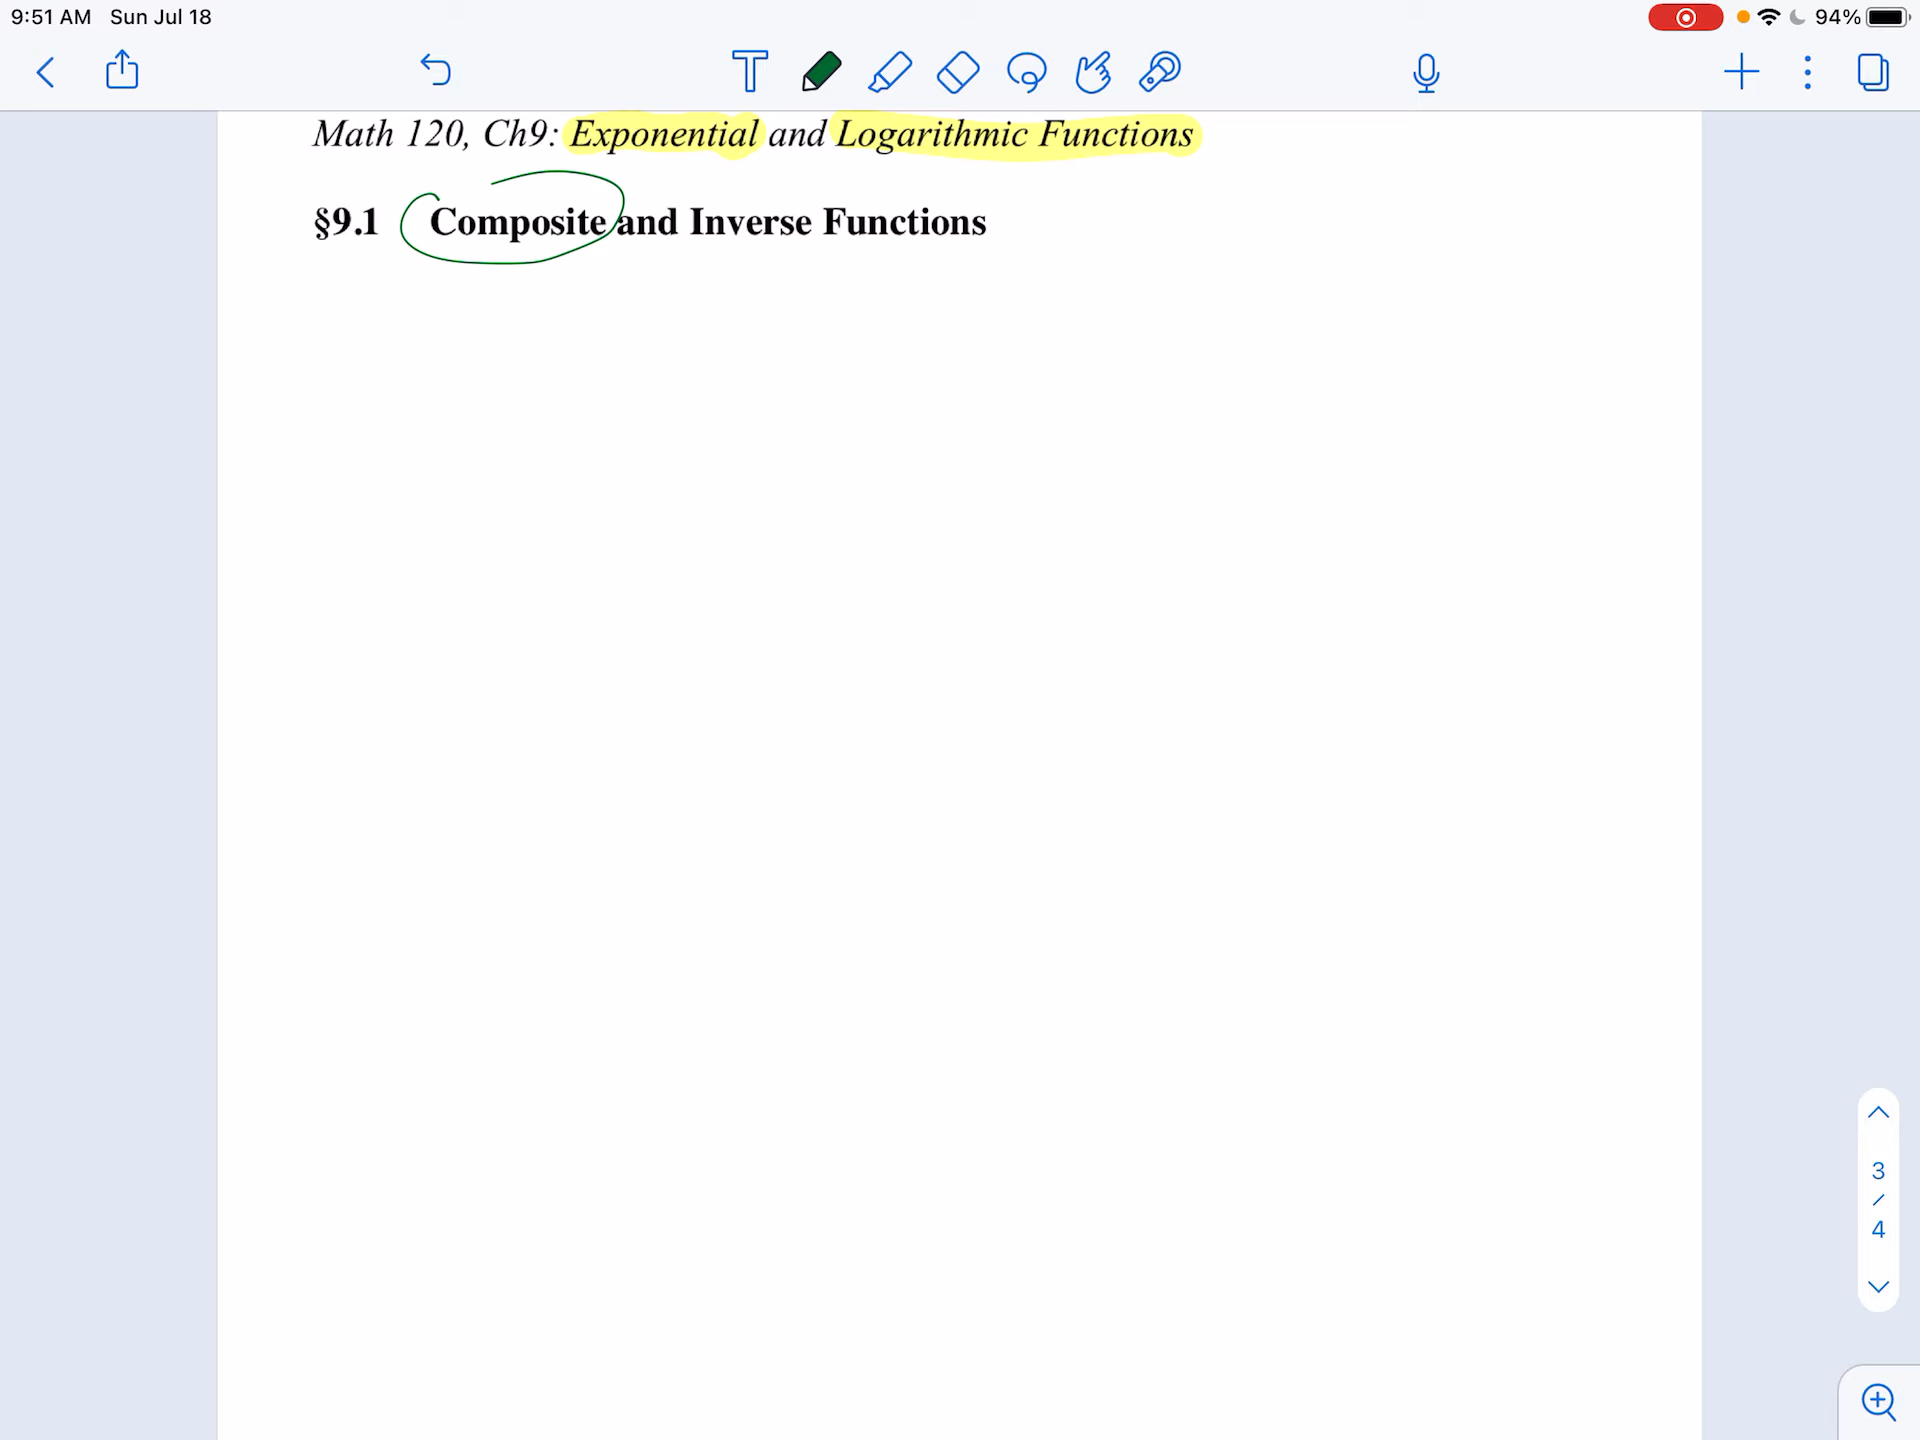 9:51 AM Sun Jul 18
94%
Math 120, Ch9: Exponential and Logarithmic Functions
§9.1 Composite and Inverse Functions
3
/
4